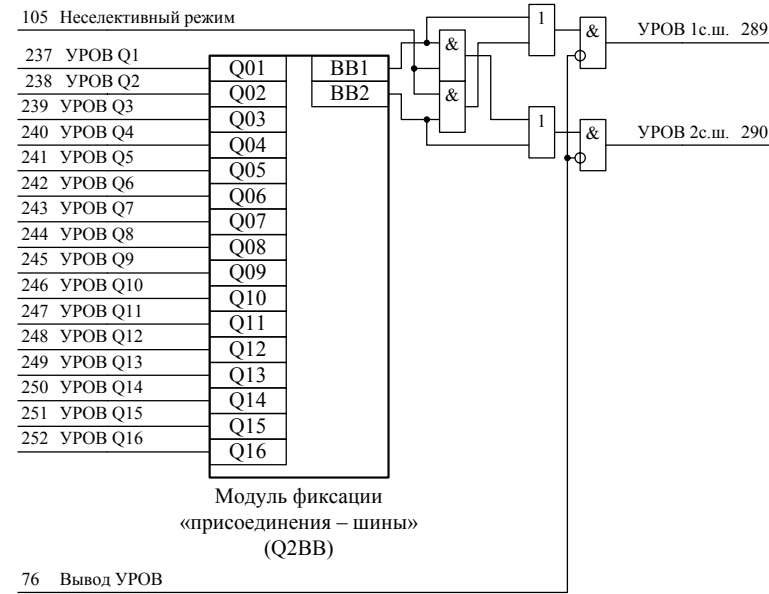 105 Неселективный режим
237 УРОВ Q1
238 УРОВ Q2
239 УРОВ Q3
240 УРОВ Q4
241 УРОВ Q5
242 УРОВ Q6
243 УРОВ Q7
244 УРОВ Q8
245 УРОВ Q9
246 УРОВ Q10
247 УРОВ Q11
248 УРОВ Q12
249 УРОВ Q13
250 УРОВ Q14
251 УРОВ Q15
252 УРОВ Q16
Q01
Q02
Q03
Q04
Q05
Q06
Q07
Q08
Q09
Q10
Q11
Q12
Q13
Q14
Q15
Q16
BB1
BB2
&
&
1
1
&
&
УРОВ 1с.ш. 289
УРОВ 2с.ш. 290
Модуль фиксации
«присоединения – шины»
(Q2BB)
76 Вывод УРОВ